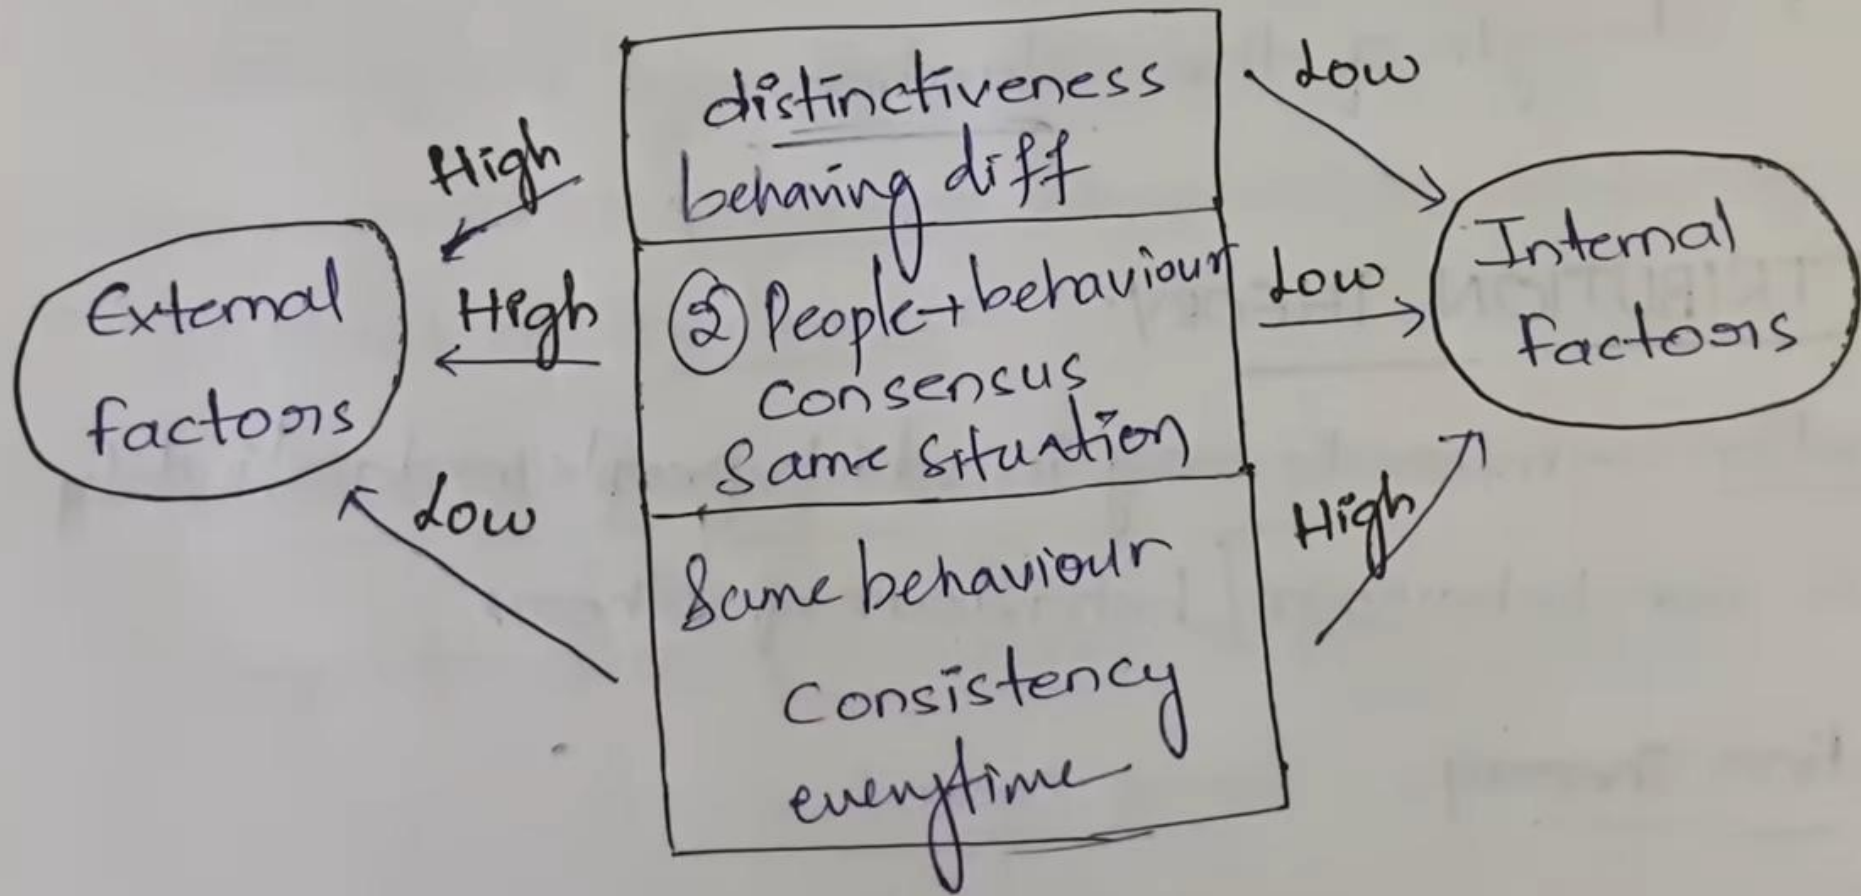 distinctiveness
behaving diff
② People + behaviour
consensus
Same situation
Same behaviour
Consistency
everytime
High
High
Low
External
factors
Low
Low
High
Internal
factors
TRIBUTION